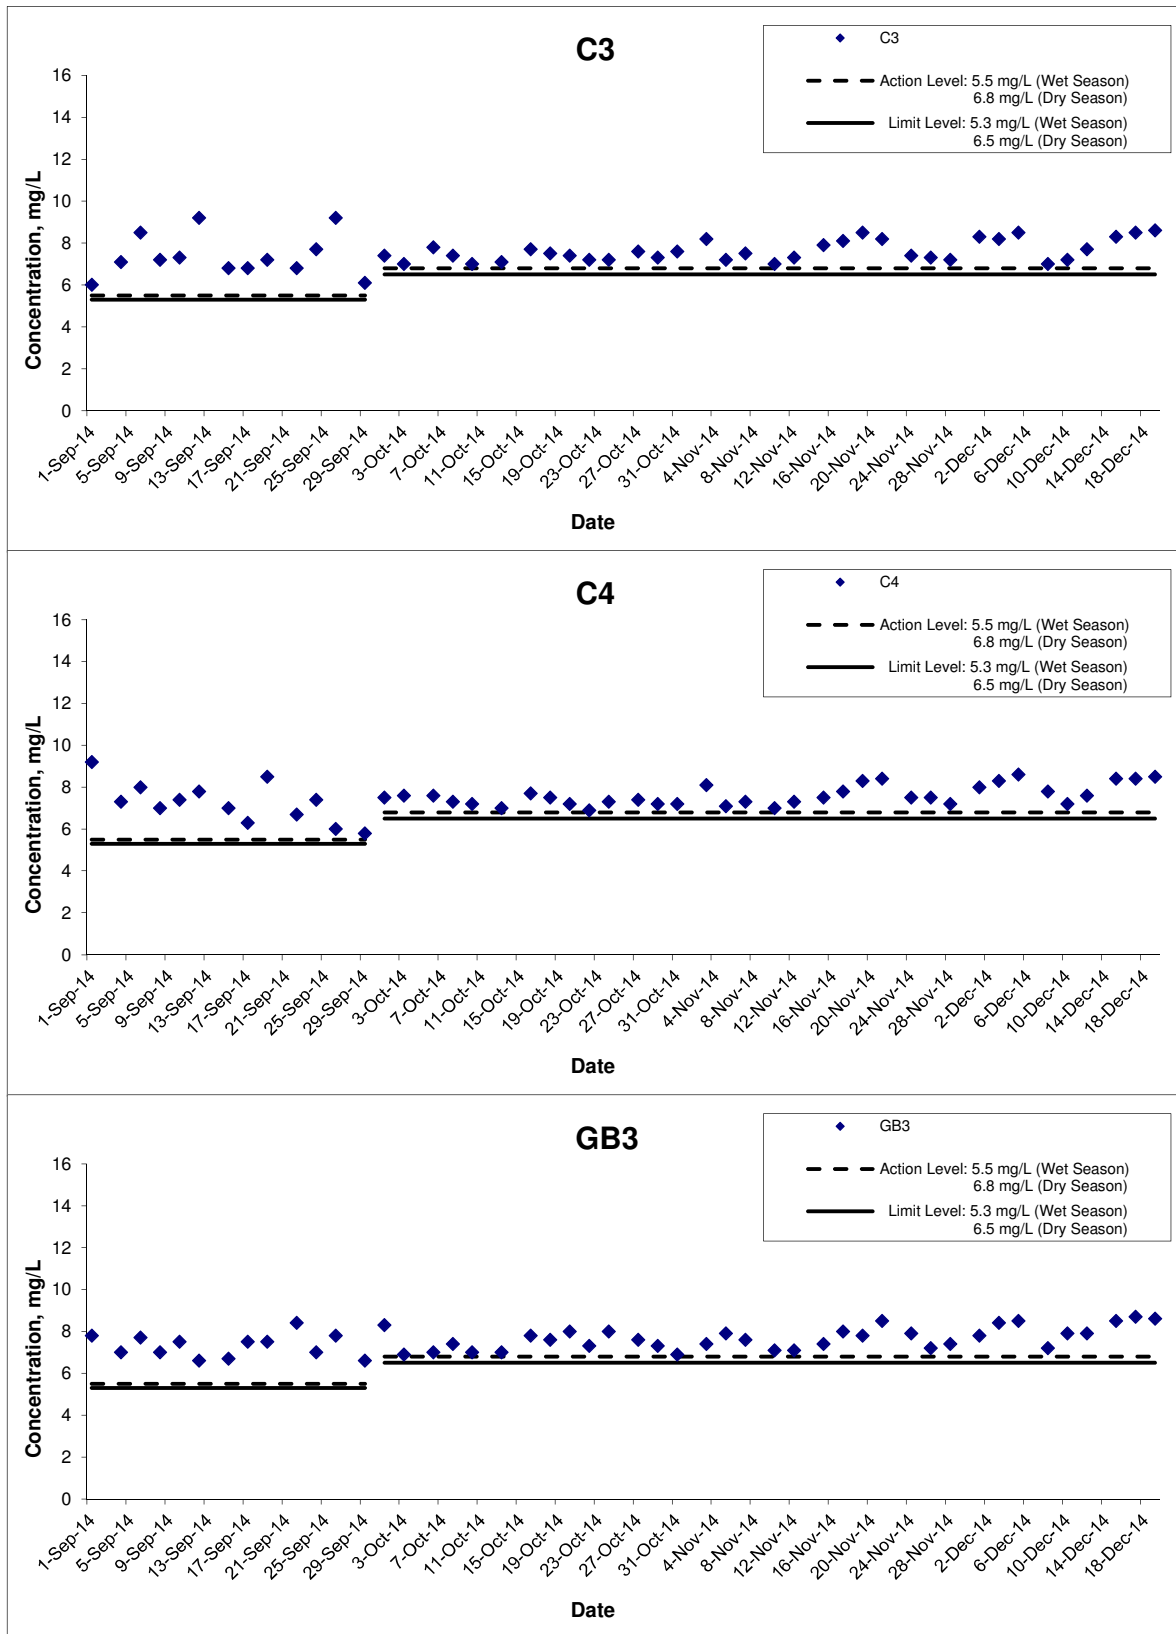 C3
C3
Action Level: 5.5 mg/L (Wet Season)
6.8 mg/L (Dry Season)
Limit Level: 5.3 mg/L (Wet Season)
6.5 mg/L (Dry Season)
Concentration, mg/L
16
14
12
10
8
6
4
2
0
1-Sep-14
5-Sep-14
9-Sep-14
13-Sep-14
17-Sep-14
21-Sep-14
25-Sep-14
29-Sep-14
3-Oct-14
7-Oct-14
11-Oct-14
15-Oct-14
19-Oct-14
23-Oct-14
27-Oct-14
31-Oct-14
4-Nov-14
8-Nov-14
12-Nov-14
16-Nov-14
20-Nov-14
24-Nov-14
28-Nov-14
2-Dec-14
6-Dec-14
10-Dec-14
14-Dec-14
18-Dec-14
Date
C4
C4
Action Level: 5.5 mg/L (Wet Season)
6.8 mg/L (Dry Season)
Limit Level: 5.3 mg/L (Wet Season)
6.5 mg/L (Dry Season)
Concentration, mg/L
16
14
12
10
8
6
4
2
0
1-Sep-14
5-Sep-14
9-Sep-14
13-Sep-14
17-Sep-14
21-Sep-14
25-Sep-14
29-Sep-14
3-Oct-14
7-Oct-14
11-Oct-14
15-Oct-14
19-Oct-14
23-Oct-14
27-Oct-14
31-Oct-14
4-Nov-14
8-Nov-14
12-Nov-14
16-Nov-14
20-Nov-14
24-Nov-14
28-Nov-14
2-Dec-14
6-Dec-14
10-Dec-14
14-Dec-14
18-Dec-14
Date
GB3
GB3
Action Level: 5.5 mg/L (Wet Season)
6.8 mg/L (Dry Season)
Limit Level: 5.3 mg/L (Wet Season)
6.5 mg/L (Dry Season)
Concentration, mg/L
16
14
12
10
8
6
4
2
0
1-Sep-14
5-Sep-14
9-Sep-14
13-Sep-14
17-Sep-14
21-Sep-14
25-Sep-14
29-Sep-14
3-Oct-14
7-Oct-14
11-Oct-14
15-Oct-14
19-Oct-14
23-Oct-14
27-Oct-14
31-Oct-14
4-Nov-14
8-Nov-14
12-Nov-14
16-Nov-14
20-Nov-14
24-Nov-14
28-Nov-14
2-Dec-14
6-Dec-14
10-Dec-14
14-Dec-14
18-Dec-14
Date